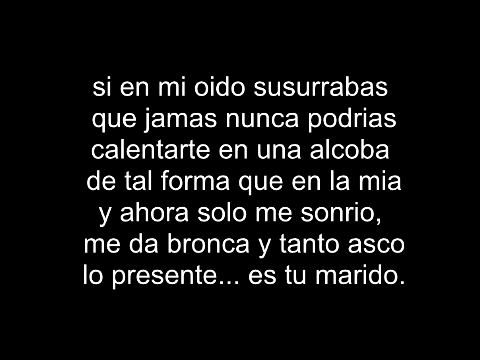 si en mi oido susurrabas
que jamas nunca podrias
calentarte en una alcoba
de tal forma que en la mia
y ahora solo me sonrio,
me da bronca y tanto asco
lo presente... es tu marido.